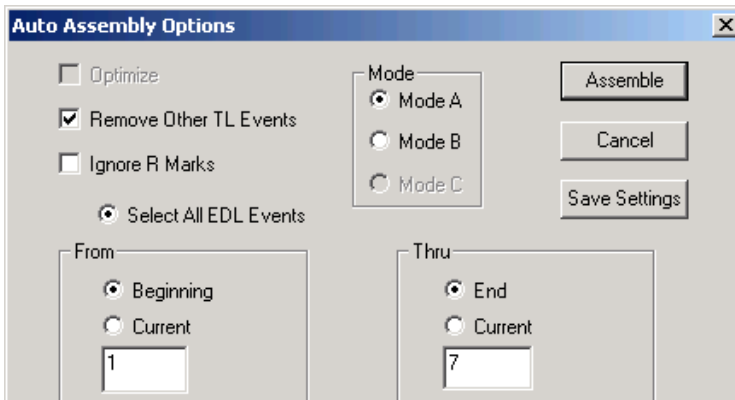 Auto Assembly Options
Optimize
Remove Other TL Events
Ignore R Marks
Select All EDL Events
Mode
Mode A
Mode B
Mode C
Assemble
Cancel
Save Settings
From
Beginning
Current
1
Thru
End
Current
7